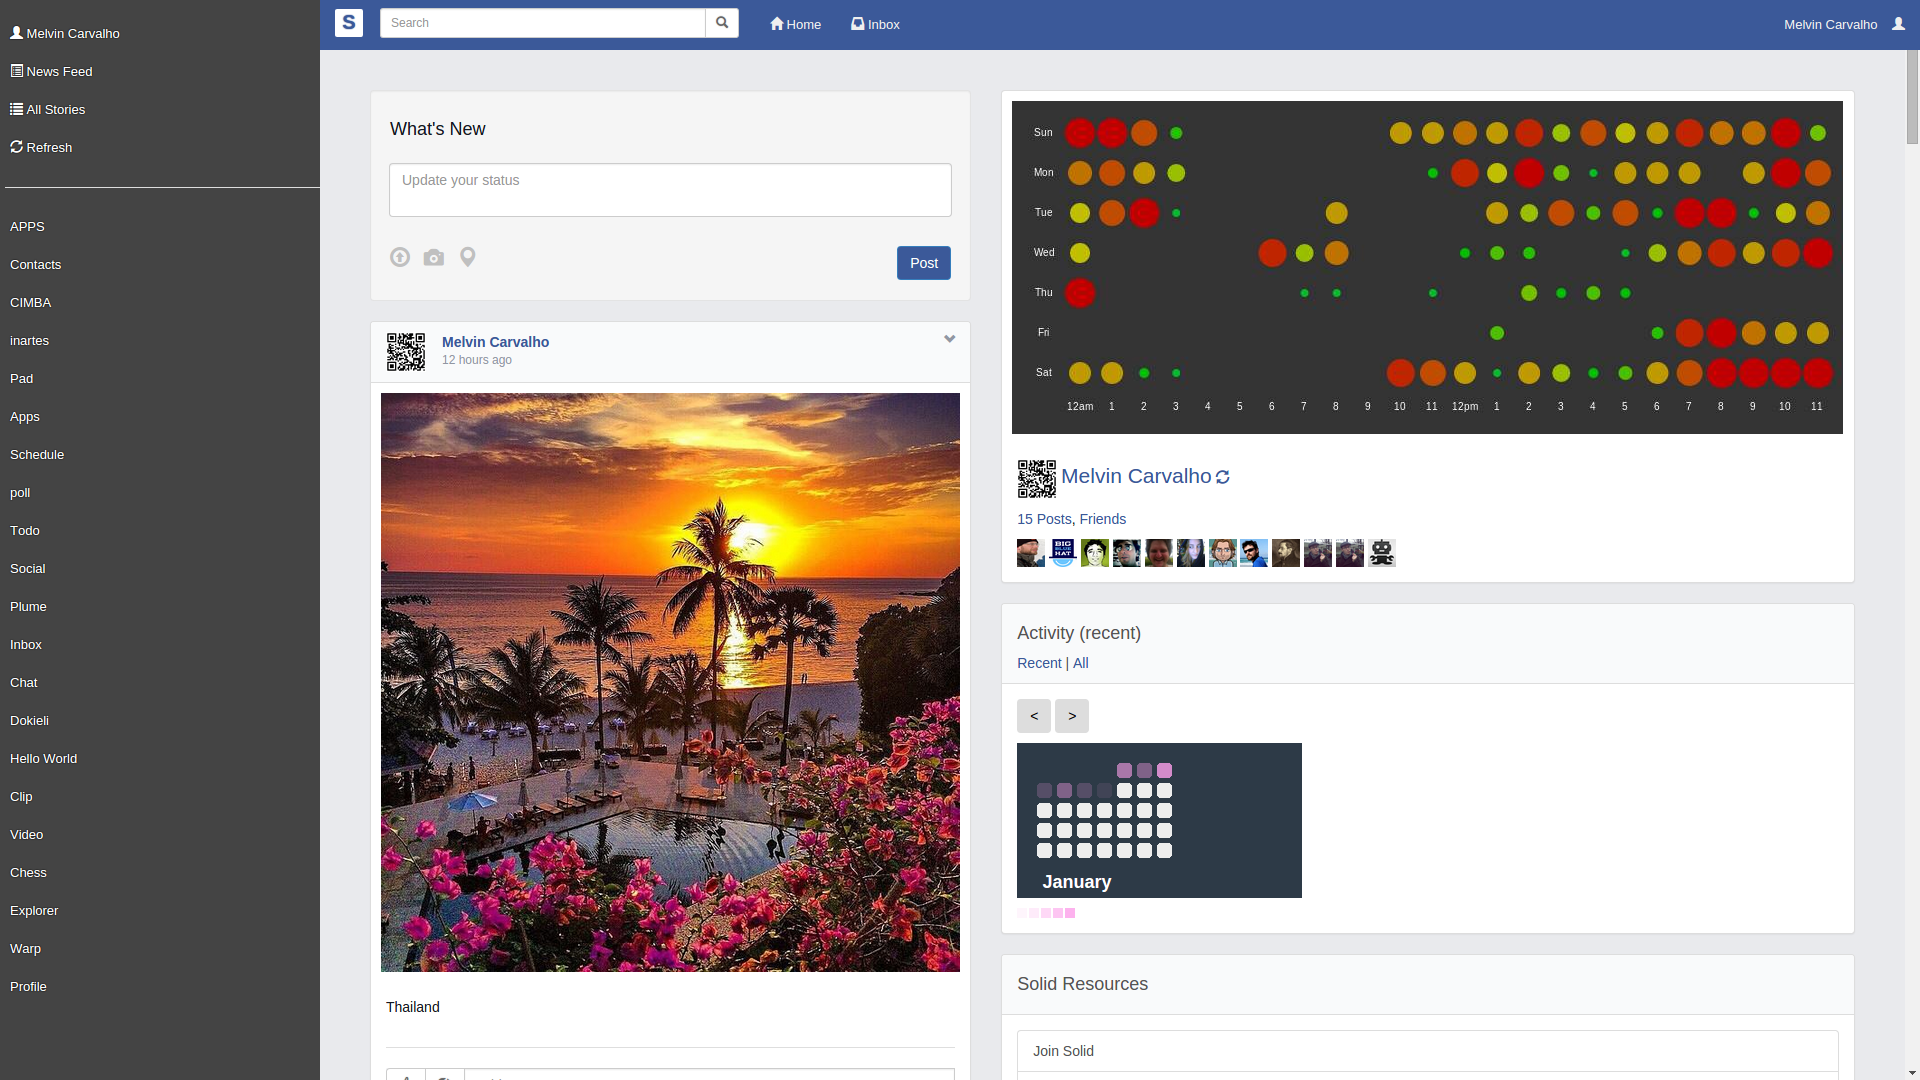 Melvin Carvalho
News Feed
All Stories
Refresh
APPS
Contacts
CIMBA
inartes
Pad
Apps
Schedule
poll
Todo
Social
Plume
Inbox
Chat
Dokieli
Hello World
Clip
Video
Chess
Explorer
Warp
Profile
S
Search
Home
Inbox
Melvin Carvalho
What's New
Update your status
Post
Melvin Carvalho
12 hours ago
Thailand
Sun
Mon
Tue
Wed
Thu
Fri
Sat
12am 1 2 3 4 5 6 7 8 9 10 11 12pm 1 2 3 4 5 6 7 8 9 10 11
Melvin Carvalho
15 Posts, Friends
BIG
BLUE
HAT
Activity (recent)
Recent | All
< >
January
Solid Resources
Join Solid